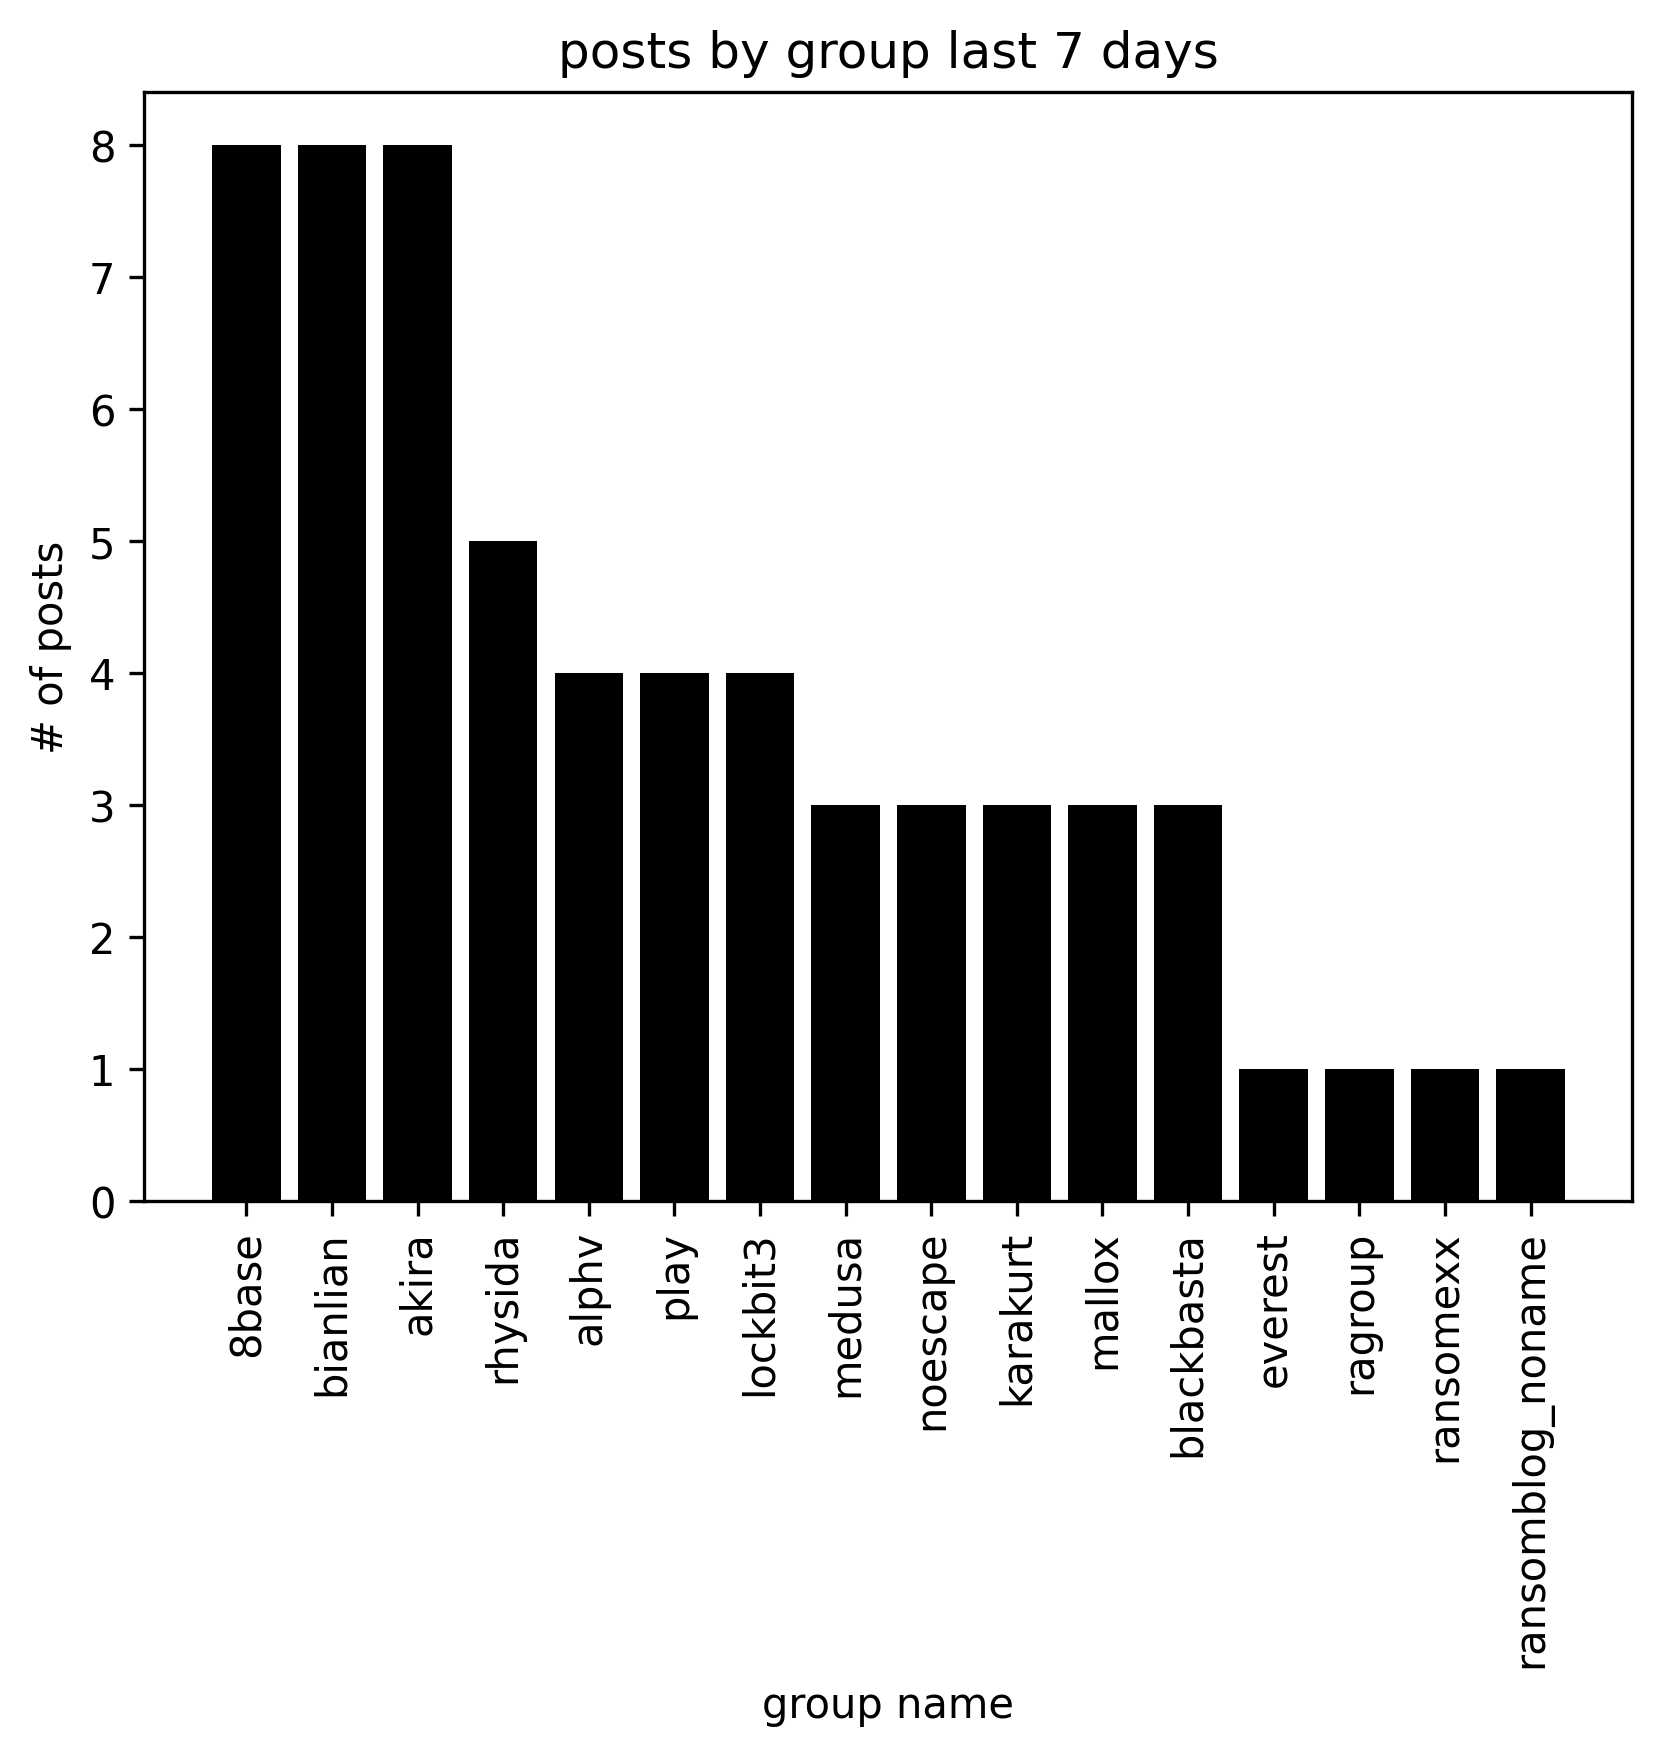 posts by group last 7 days
# of posts
8
7
6
5
4
3
2
1
0
8base
bianlian
akira
rhysida
alphv
play
lockbit3
medusa
noescape
karakurt
mallox
blackbasta
everest
ragroup
ransomexx
ransomblog_noname
group name